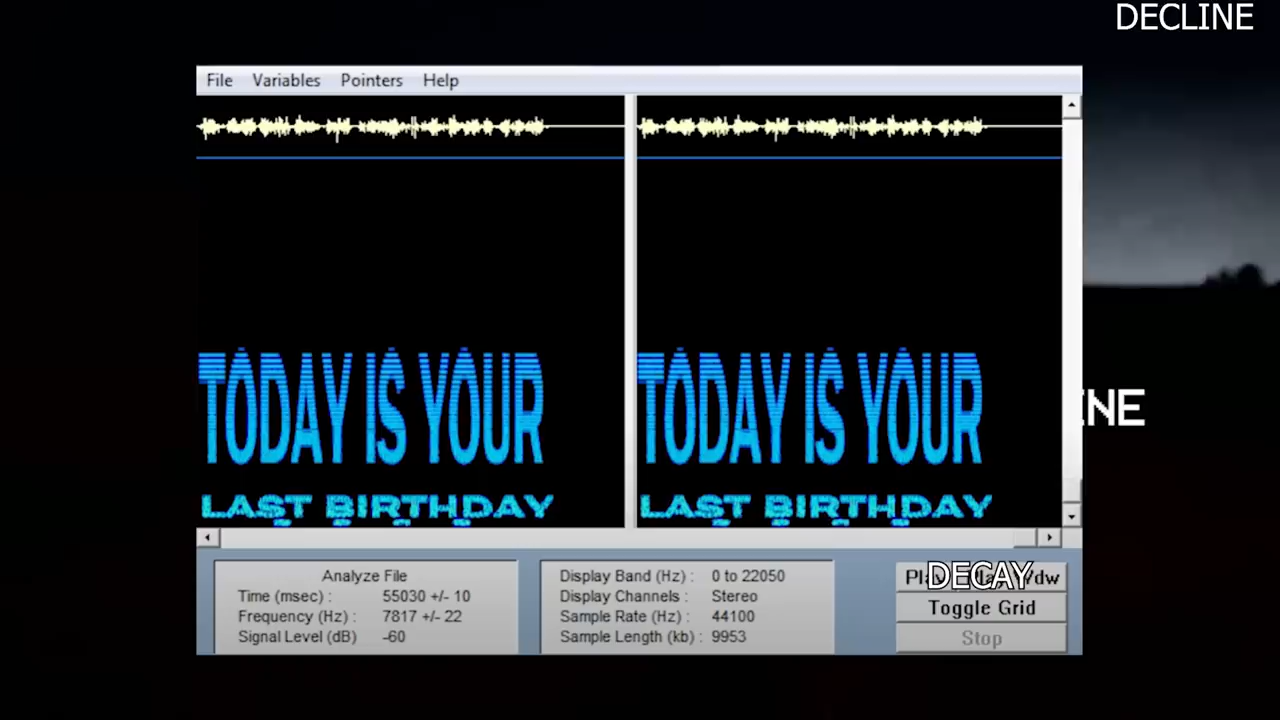 DECLINE
File Variables Pointers Help
TODAY IS YOUR
LAST BIRTHDAY
TODAY IS YOUR
LAST BIRTHDAY
Analyze File
Time (msec) : 55030 +/- 10
Frequency (Hz) : 7817 +/- 22
Signal Level (dB) -60
Display Band (Hz) : 0 to 22050
Display Channels : Stereo
Sample Rate (Hz) : 44100
Sample Length (kb) : 9953
DECAY
Toggle Grid
Stop